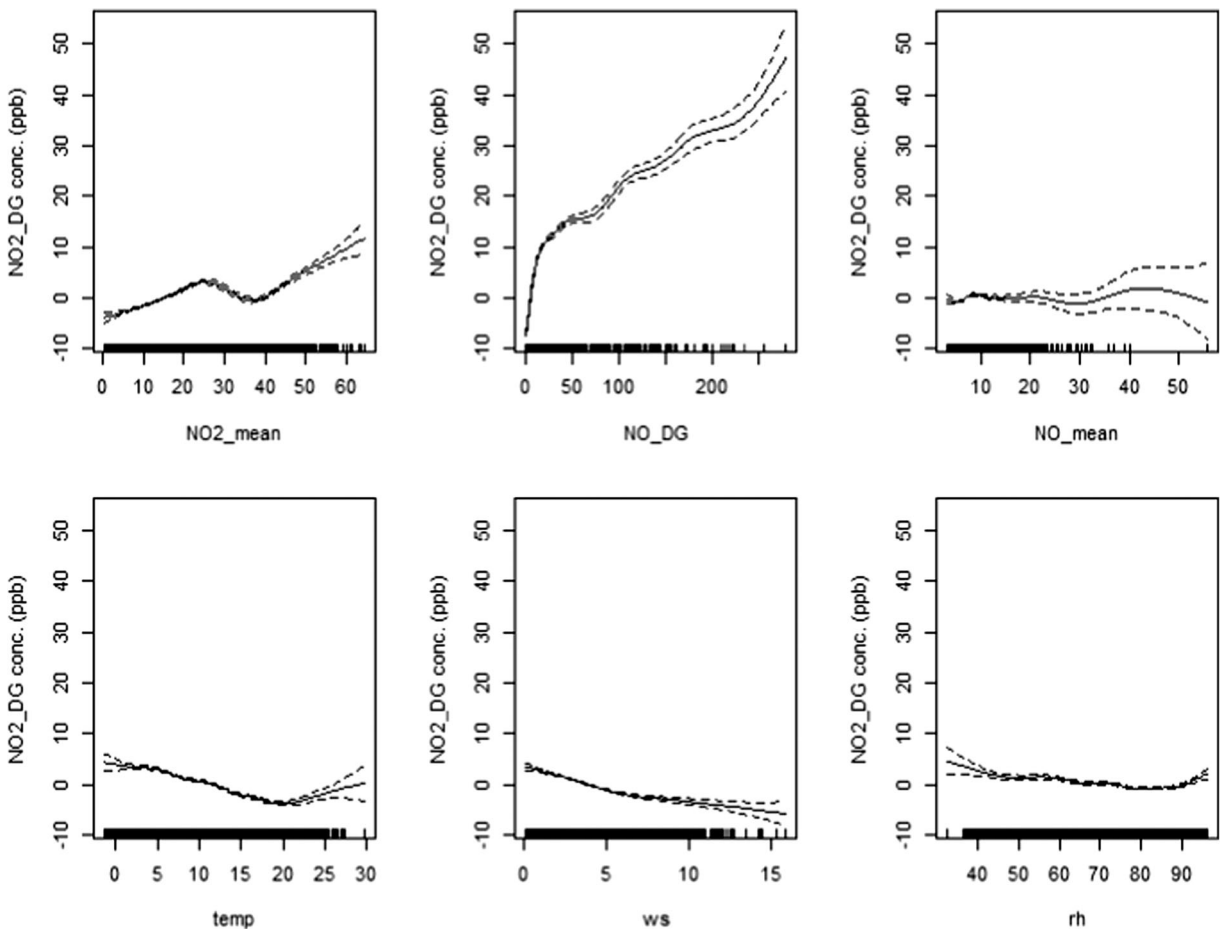 NO2_DG conc. (ppb)
-10 0 10 20 30 40 50
0 10 20 30 40 50 60
NO2_mean
NO2_DG conc. (ppb)
-10 0 10 20 30 40 50
0 50 100 200
NO_DG
NO2_DG conc. (ppb)
-10 0 10 20 30 40 50
10 20 30 40 50
NO_mean
NO2_DG conc. (ppb)
-10 0 10 20 30 40 50
0 5 10 15 20 25 30
temp
NO2_DG conc. (ppb)
-10 0 10 20 30 40 50
0 5 10 15
ws
NO2_DG conc. (ppb)
-10 0 10 20 30 40 50
40 50 60 70 80 90
rh